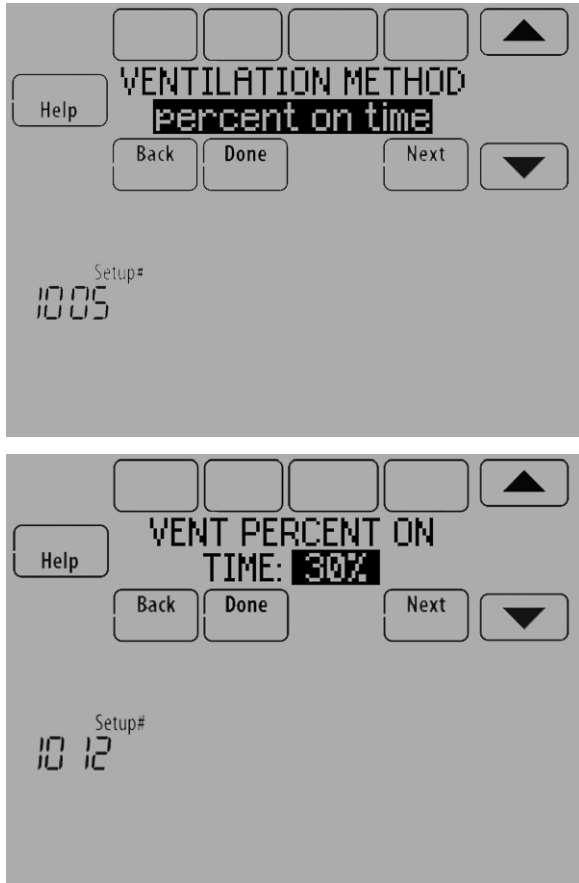 VENTILATION METHOD
Help
percent on time
Back Done Next
Setup#
1005
VENT PERCENT ON
Help
TIME: 30%
Back Done Next
Setup#
1012